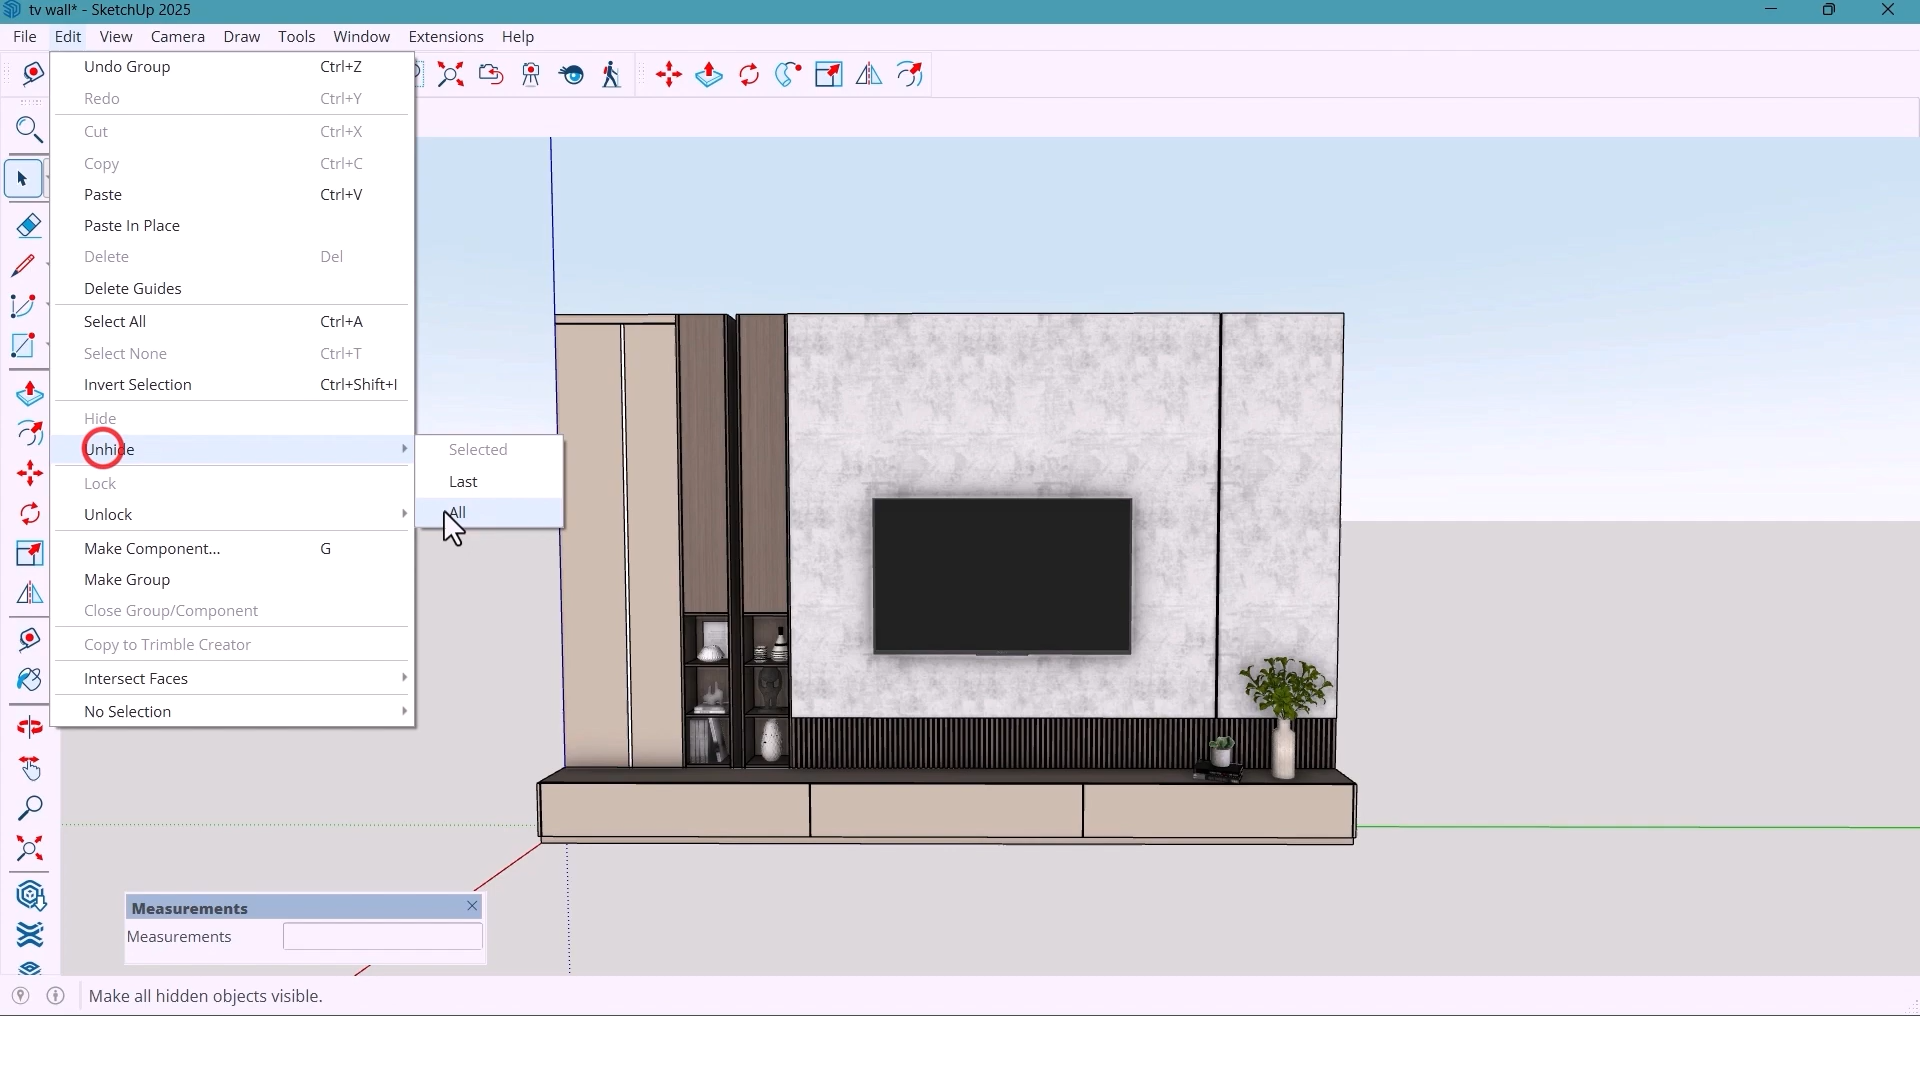 tv wall* - SketchUp 2025
File Edit View Camera Draw Tools Window Extensions Help
Undo Group Ctrl+Z
Redo Ctrl+Y
Cut Ctrl+X
Copy Ctrl+C
Paste Ctrl+V
Paste In Place
Delete Del
Delete Guides
Select All Ctrl+A
Select None Ctrl+T
Invert Selection Ctrl+Shift+I
Hide
Unhide
Selected
Last
All
Lock
Unlock
Make Component... G
Make Group
Close Group/Component
Copy to Trimble Creator
Intersect Faces
No Selection
Measurements
Measurements
Make all hidden objects visible.